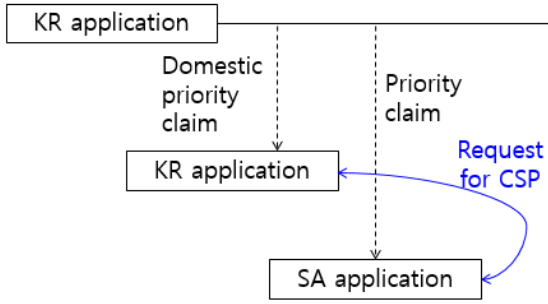 KR application
Domestic
priority
claim
Priority
claim
KR application
Request
for CSP
SA application